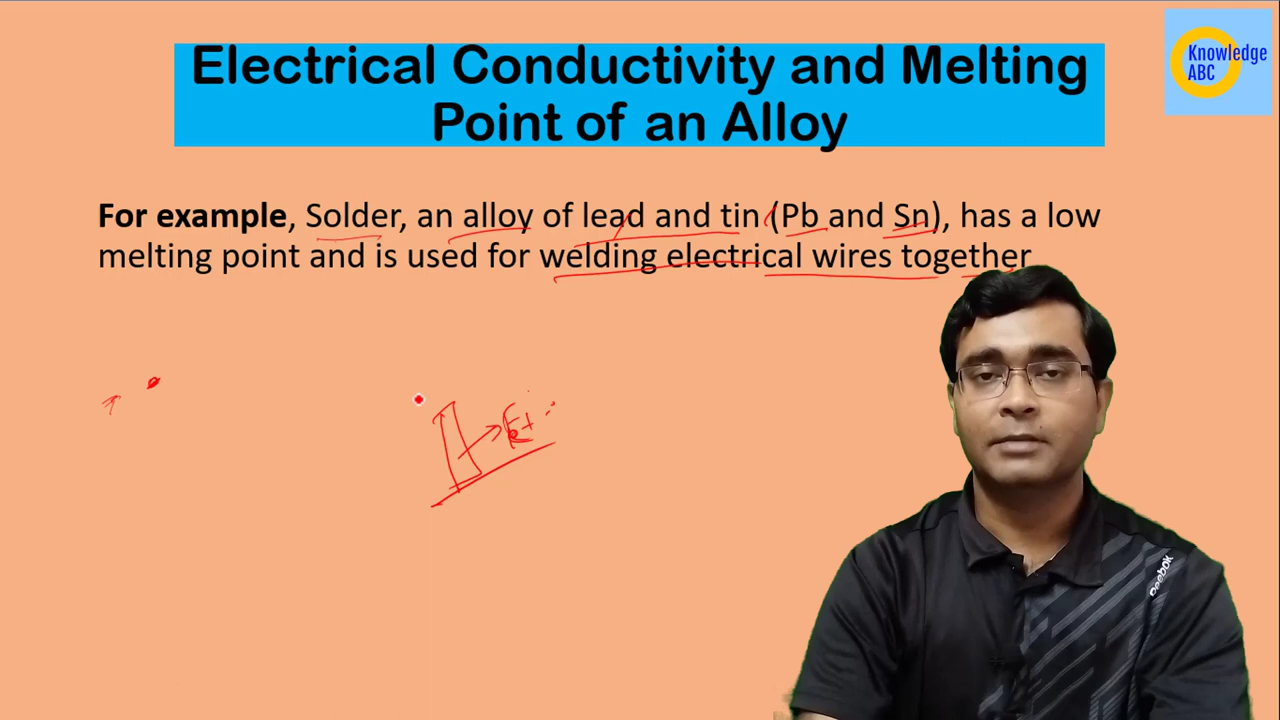 Knowledge
ABC
Electrical Conductivity and Melting
Point of an Alloy
For example, Solder, an alloy of lead and tin (Pb and Sn), has a low
melting point and is used for welding electrical wires together
Reebok